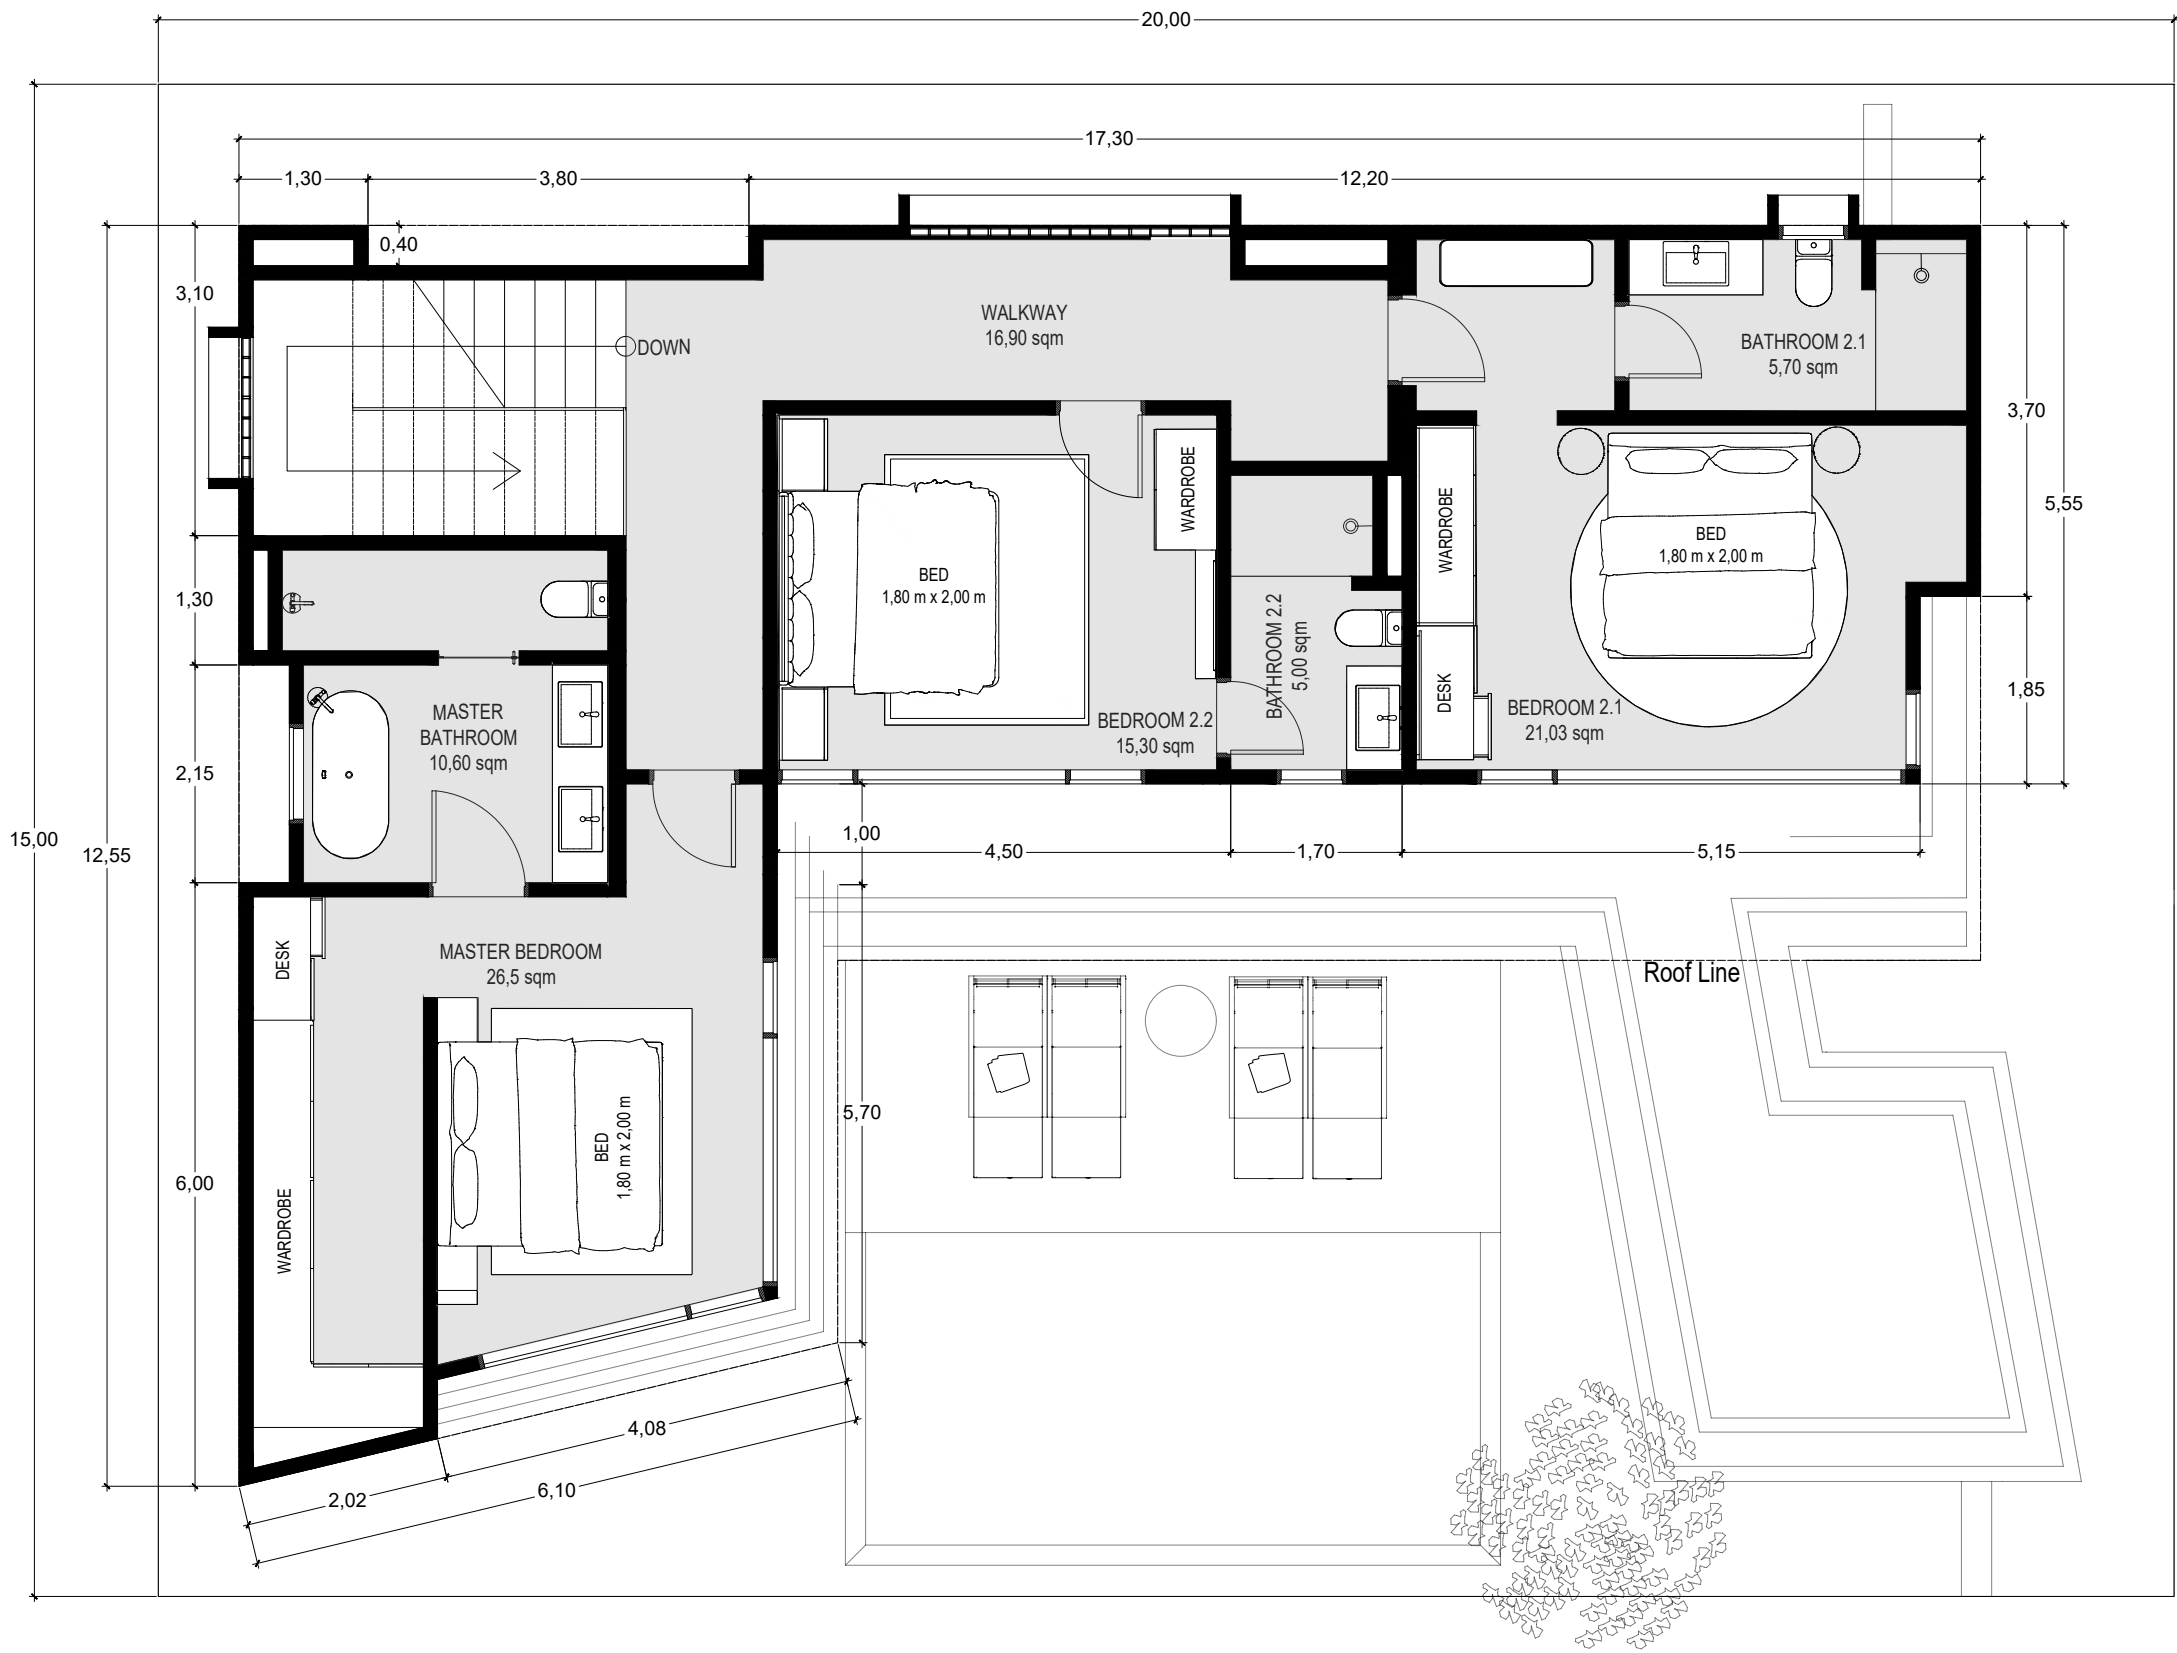 20,00
17,30
1,30
3,80
12,20
0,40
3,10
WALKWAY
16,90 sqm
DOWN
BATHROOM 2.1
5,70 sqm
3,70
5,55
WARDROBE
WARDROBE
BED
1,80 m x 2,00 m
BED
1,80 m x 2,00 m
1,30
BATHROOM 2.2
5,00 sqm
DESK
1,85
BEDROOM 2.1
21,03 sqm
BEDROOM 2.2
15,30 sqm
MASTER
BATHROOM
10,60 sqm
2,15
15,00
12,55
1,00
4,50
1,70
5,15
DESK
MASTER BEDROOM
26,5 sqm
Roof Line
5,70
BED
1,80 m x 2,00 m
6,00
WARDROBE
4,08
2,02
6,10